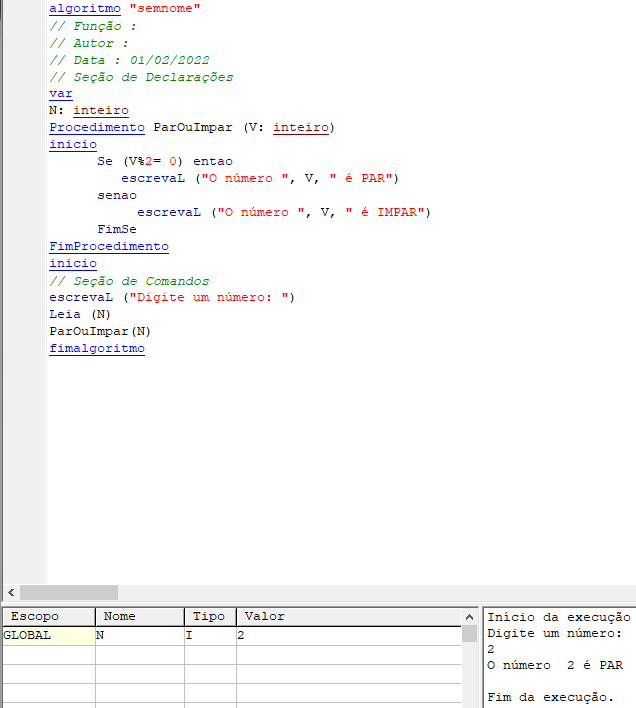 algoritmo "semnome"
// Função :
// Autor :
// Data : 01/02/2022
// Seção de Declarações
var
N: inteiro
Procedimento ParOuImpar (V: inteiro)
inicio
Se (V%2= 0) entao
escrevaL ("O número ", V, " é PAR")
senao
escrevaL ("O número ", V, " é IMPAR")
FimSe
FimProcedimento
inicio
// Seção de Comandos
escrevaL ("Digite um número: ")
Leia (N)
ParOuImpar(N)
fimalgoritmo
Escopo Nome Tipo Valor
GLOBAL N I 2
Início da execução
Digite um número:
2
O número  2 é PAR
Fim da execução.